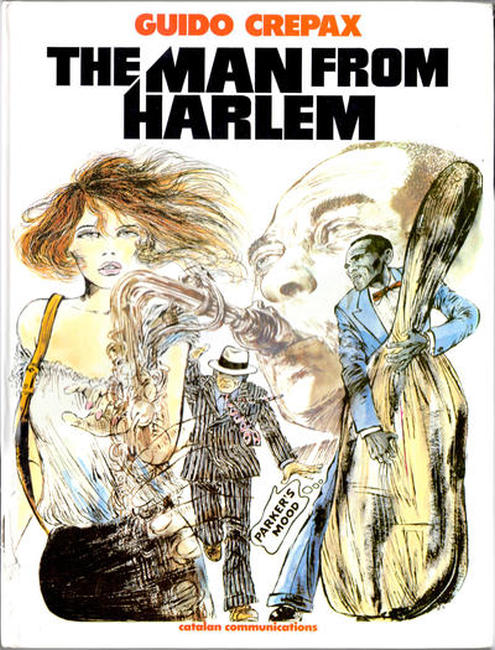 GUIDO CREPAX
THE MAN FROM
HARLEM
PARKER'S
MOOD
catalan communications